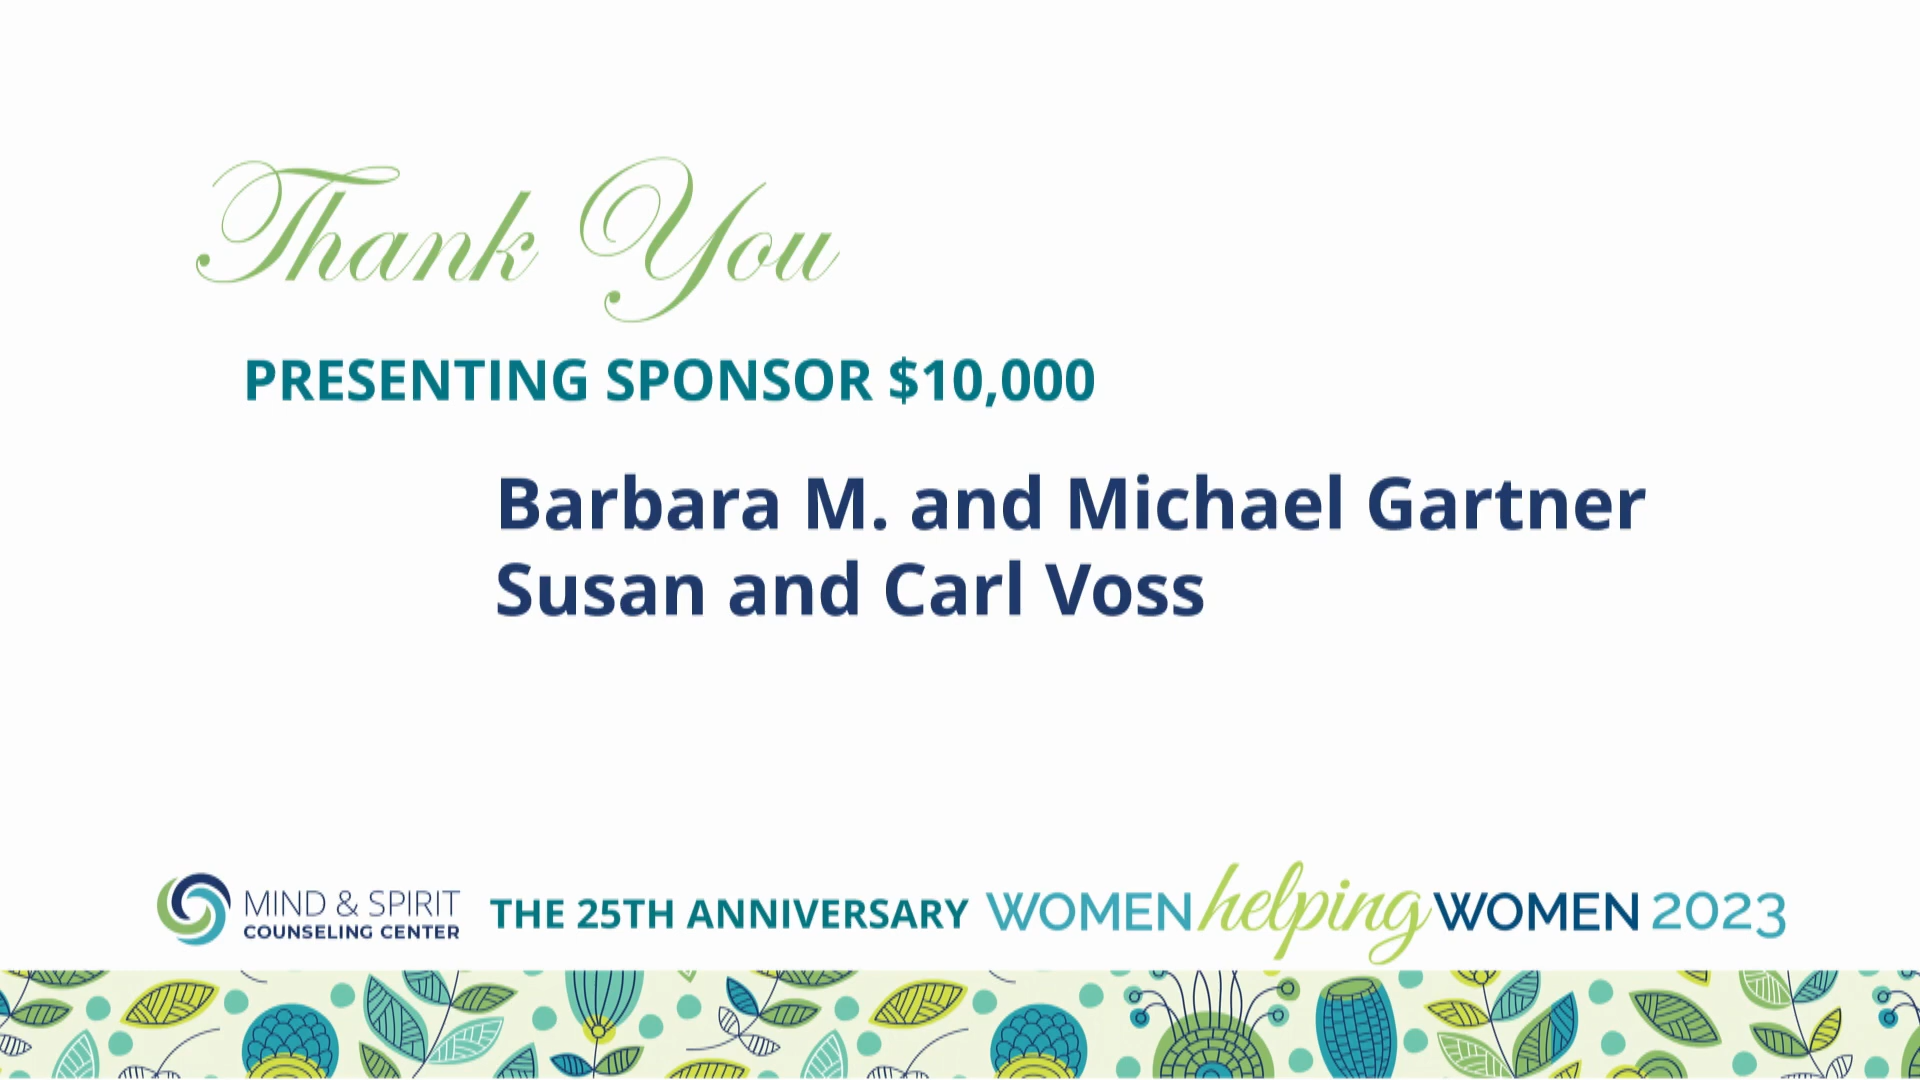 Thank You
PRESENTING SPONSOR $10,000
Barbara M. and Michael Gartner
Susan and Carl Voss
MIND & SPIRIT
COUNSELING CENTER
THE 25TH ANNIVERSARY WOMEN helping WOMEN 2023